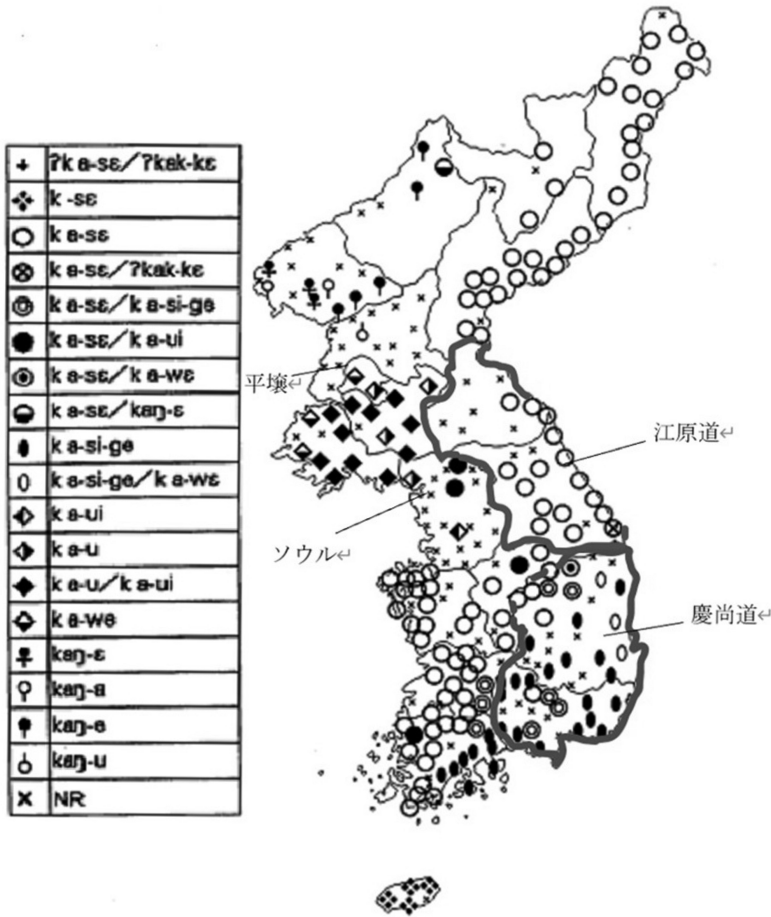 ʔk a-sɛ/ʔkak-kɛ
k -sɛ
k a-sɛ
k a-sɛ/ʔkak-kɛ
k a-sɛ/k a-si-ge
k a-sɛ/k a-ui
k a-sɛ/k a-wɛ
k a-sɛ/kaŋ-ɛ
k a-si-ge
k a-si-ge/k a-wɛ
k a-ui
k a-u
k a-u/k a-ui
k a-we
kaŋ-ɛ
kaŋ-a
kaŋ-e
kaŋ-u
NR
平壌↵
江原道↵
ソウル↵
慶尚道↵